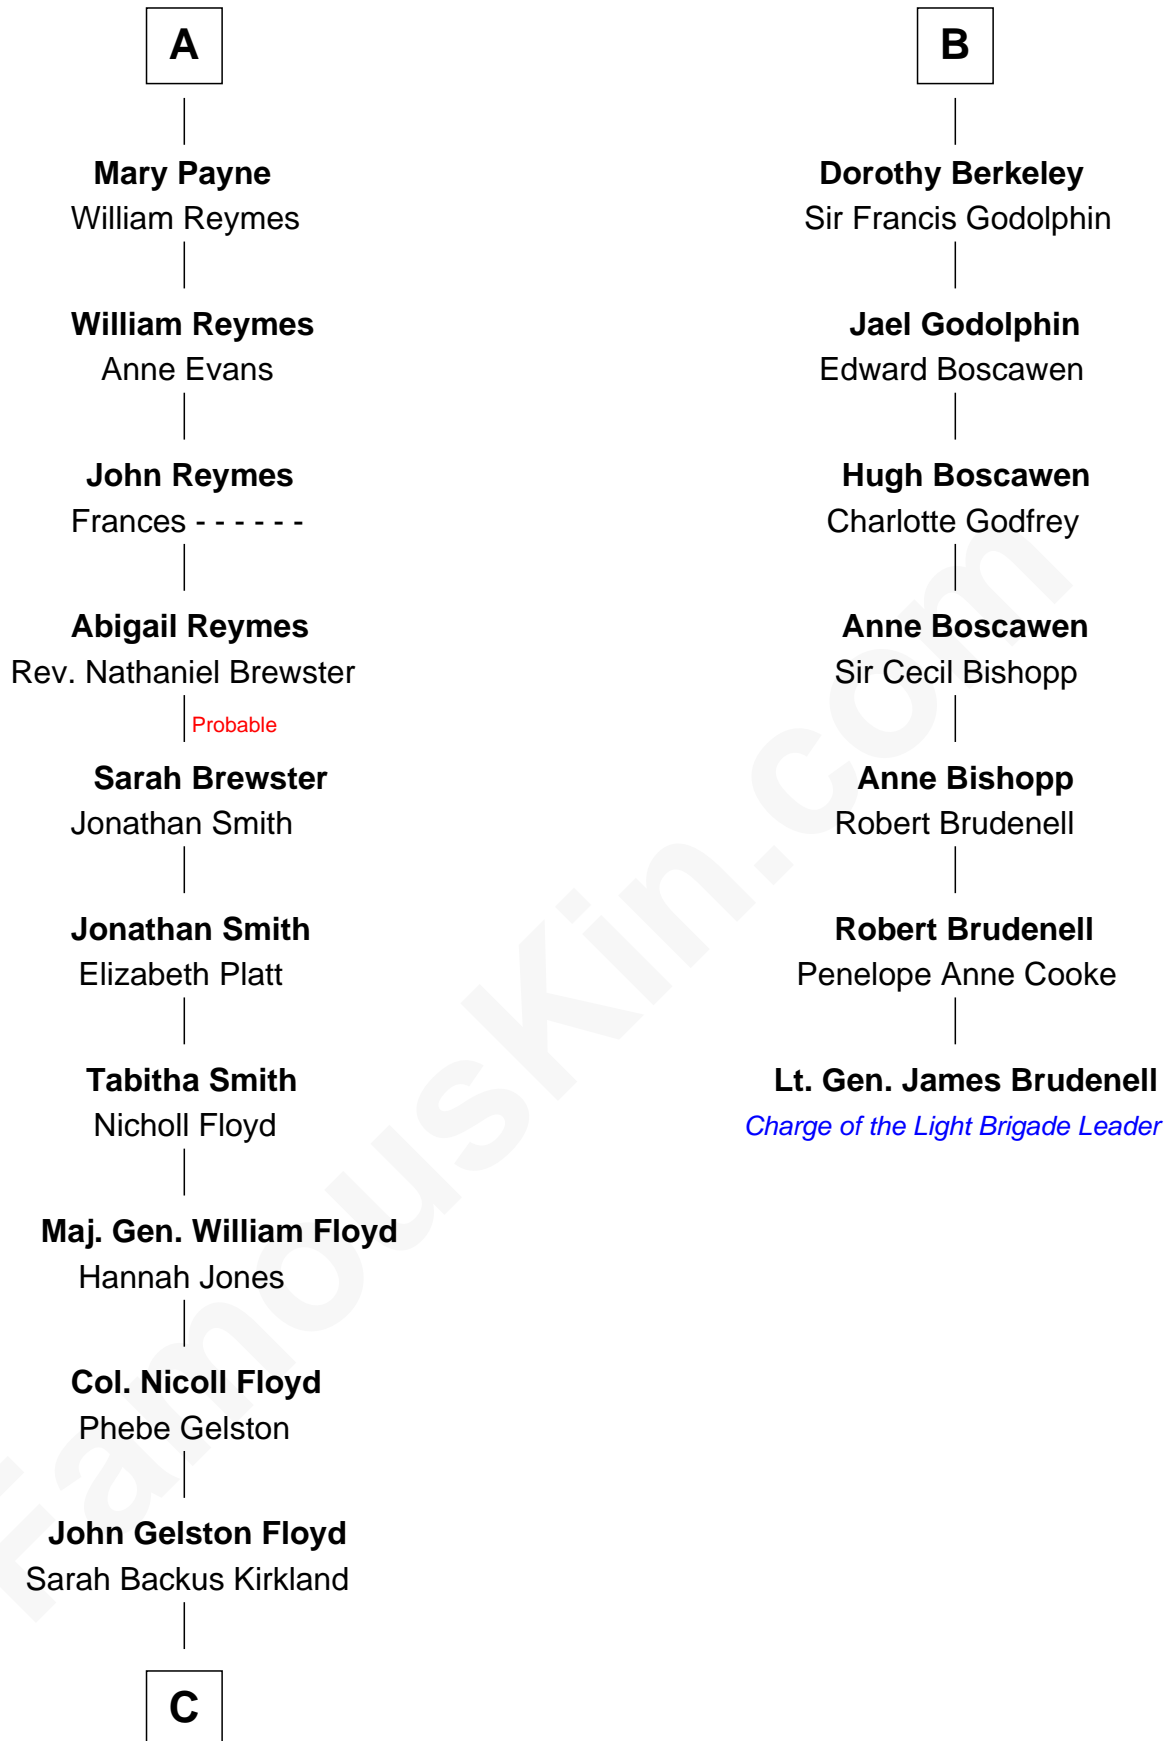 A
Mary Payne
William Reymes
William Reymes
Anne Evans
John Reymes
Frances - - - - - -
Abigail Reymes
Rev. Nathaniel Brewster
Probable
Sarah Brewster
Jonathan Smith
Jonathan Smith
Elizabeth Platt
Tabitha Smith
Nicholl Floyd
Maj. Gen. William Floyd
Hannah Jones
Col. Nicoll Floyd
Phebe Gelston
John Gelston Floyd
Sarah Backus Kirkland
C
B
Dorothy Berkeley
Sir Francis Godolphin
Jael Godolphin
Edward Boscawen
Hugh Boscawen
Charlotte Godfrey
Anne Boscawen
Sir Cecil Bishopp
Anne Bishopp
Robert Brudenell
Robert Brudenell
Penelope Anne Cooke
Lt. Gen. James Brudenell
Charge of the Light Brigade Leader
FamousKin.com